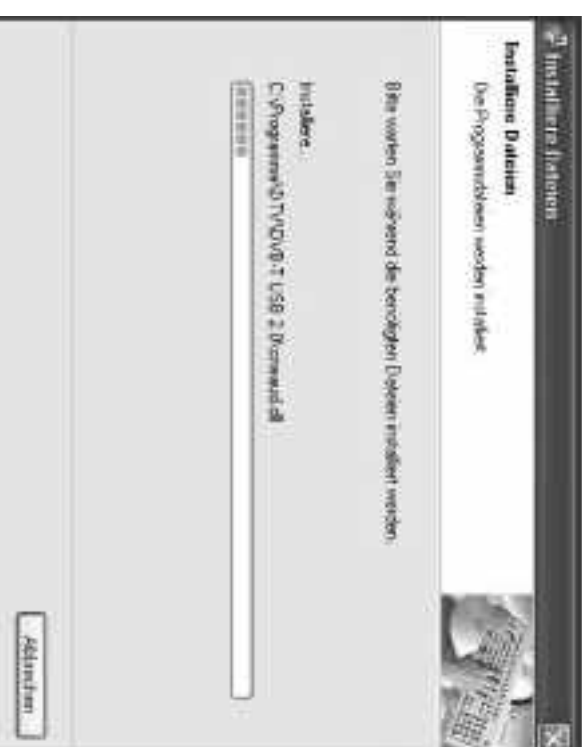 Installiere Dateien
Installiere Dateien
Die Programmdateien werden installiert.
Bitte warten Sie während die benötigten Dateien installiert werden.
Installiere
C:\Programme\DTV\DVB-T USB 2.0\
Abbrechen